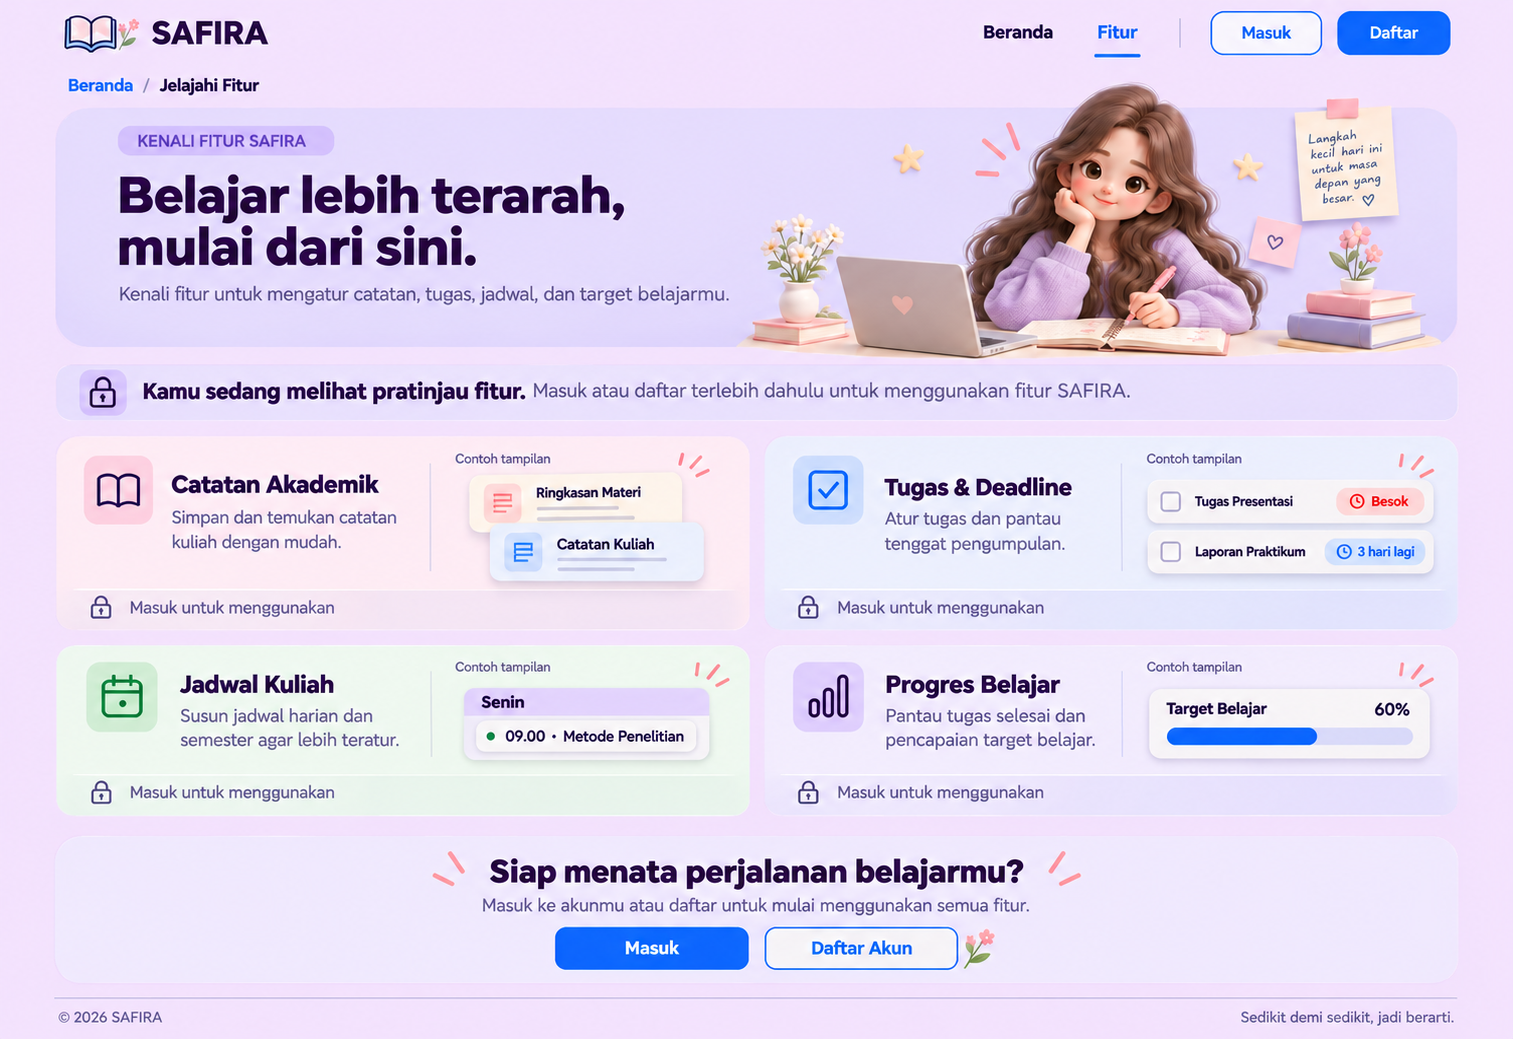 SAFIRA
Beranda
Fitur
Masuk
Daftar
Beranda / Jelajahi Fitur
KENALI FITUR SAFIRA
Belajar lebih terarah,
mulai dari sini.
Kenali fitur untuk mengatur catatan, tugas, jadwal, dan target belajarmu.
Langkah
kecil hari ini
untuk masa
depan yang
besar. ♡
Kamu sedang melihat pratinjau fitur. Masuk atau daftar terlebih dahulu untuk menggunakan fitur SAFIRA.
Catatan Akademik
Simpan dan temukan catatan
kuliah dengan mudah.
Contoh tampilan
Ringkasan Materi
Catatan Kuliah
Masuk untuk menggunakan
Tugas & Deadline
Atur tugas dan pantau
tenggat pengumpulan.
Contoh tampilan
Tugas Presentasi
Besok
Laporan Praktikum
3 hari lagi
Masuk untuk menggunakan
Jadwal Kuliah
Susun jadwal harian dan
semester agar lebih teratur.
Contoh tampilan
Senin
09.00 • Metode Penelitian
Masuk untuk menggunakan
Progres Belajar
Pantau tugas selesai dan
pencapaian target belajar.
Contoh tampilan
Target Belajar
60%
Masuk untuk menggunakan
Siap menata perjalanan belajarmu?
Masuk ke akunmu atau daftar untuk mulai menggunakan semua fitur.
Masuk
Daftar Akun
© 2026 SAFIRA
Sedikit demi sedikit, jadi berarti.